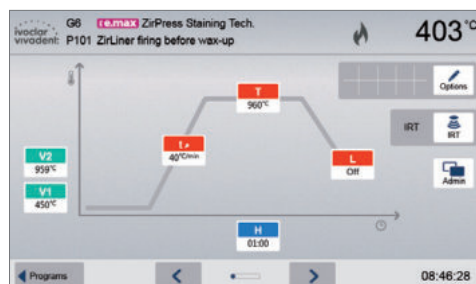 ivoclar
vivadent:
G6 e.max ZirPress Staining Tech.
P101 ZirLiner firing before wax-up
403°C
T
960°C
Options
t↗
40°C/min
IRT
IRT
V2
959°C
L
Off
Admin
V1
450°C
H
01:00
Programs
08:46:28